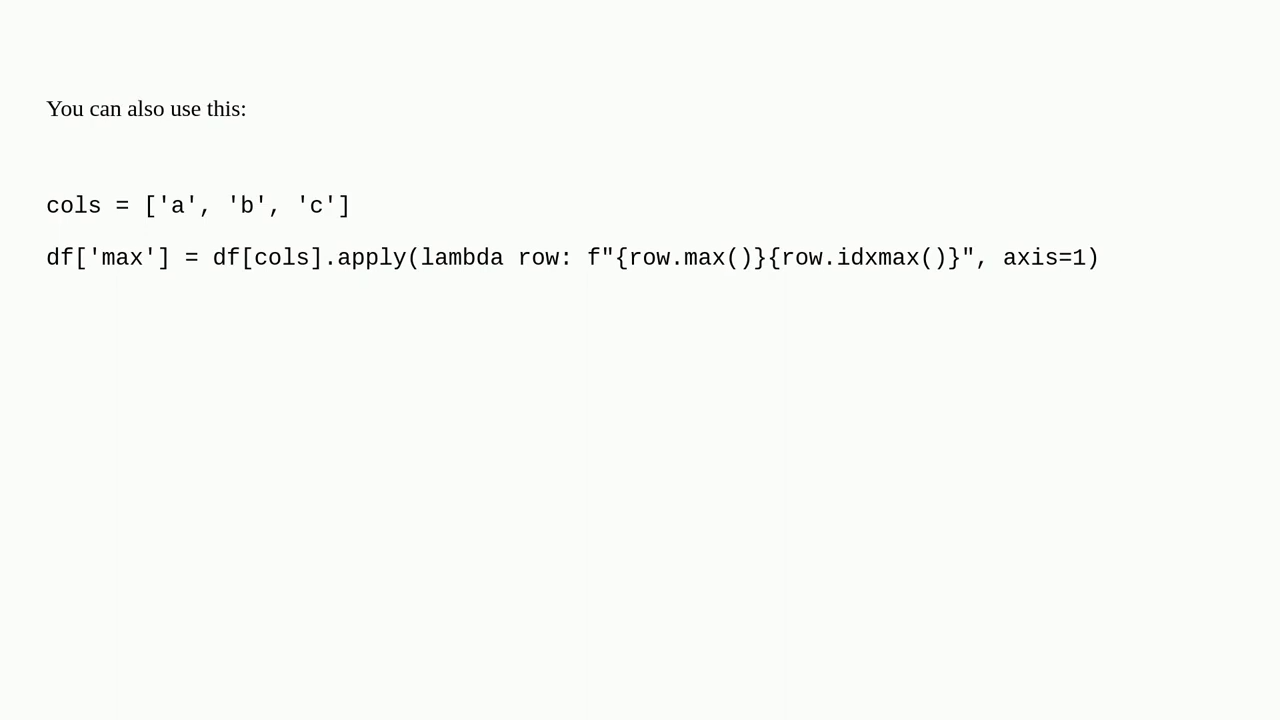 You can also use this:
cols = ['a', 'b', 'c']
df['max'] = df[cols].apply(lambda row: f"{row.max()}{row.idxmax()}", axis=1)